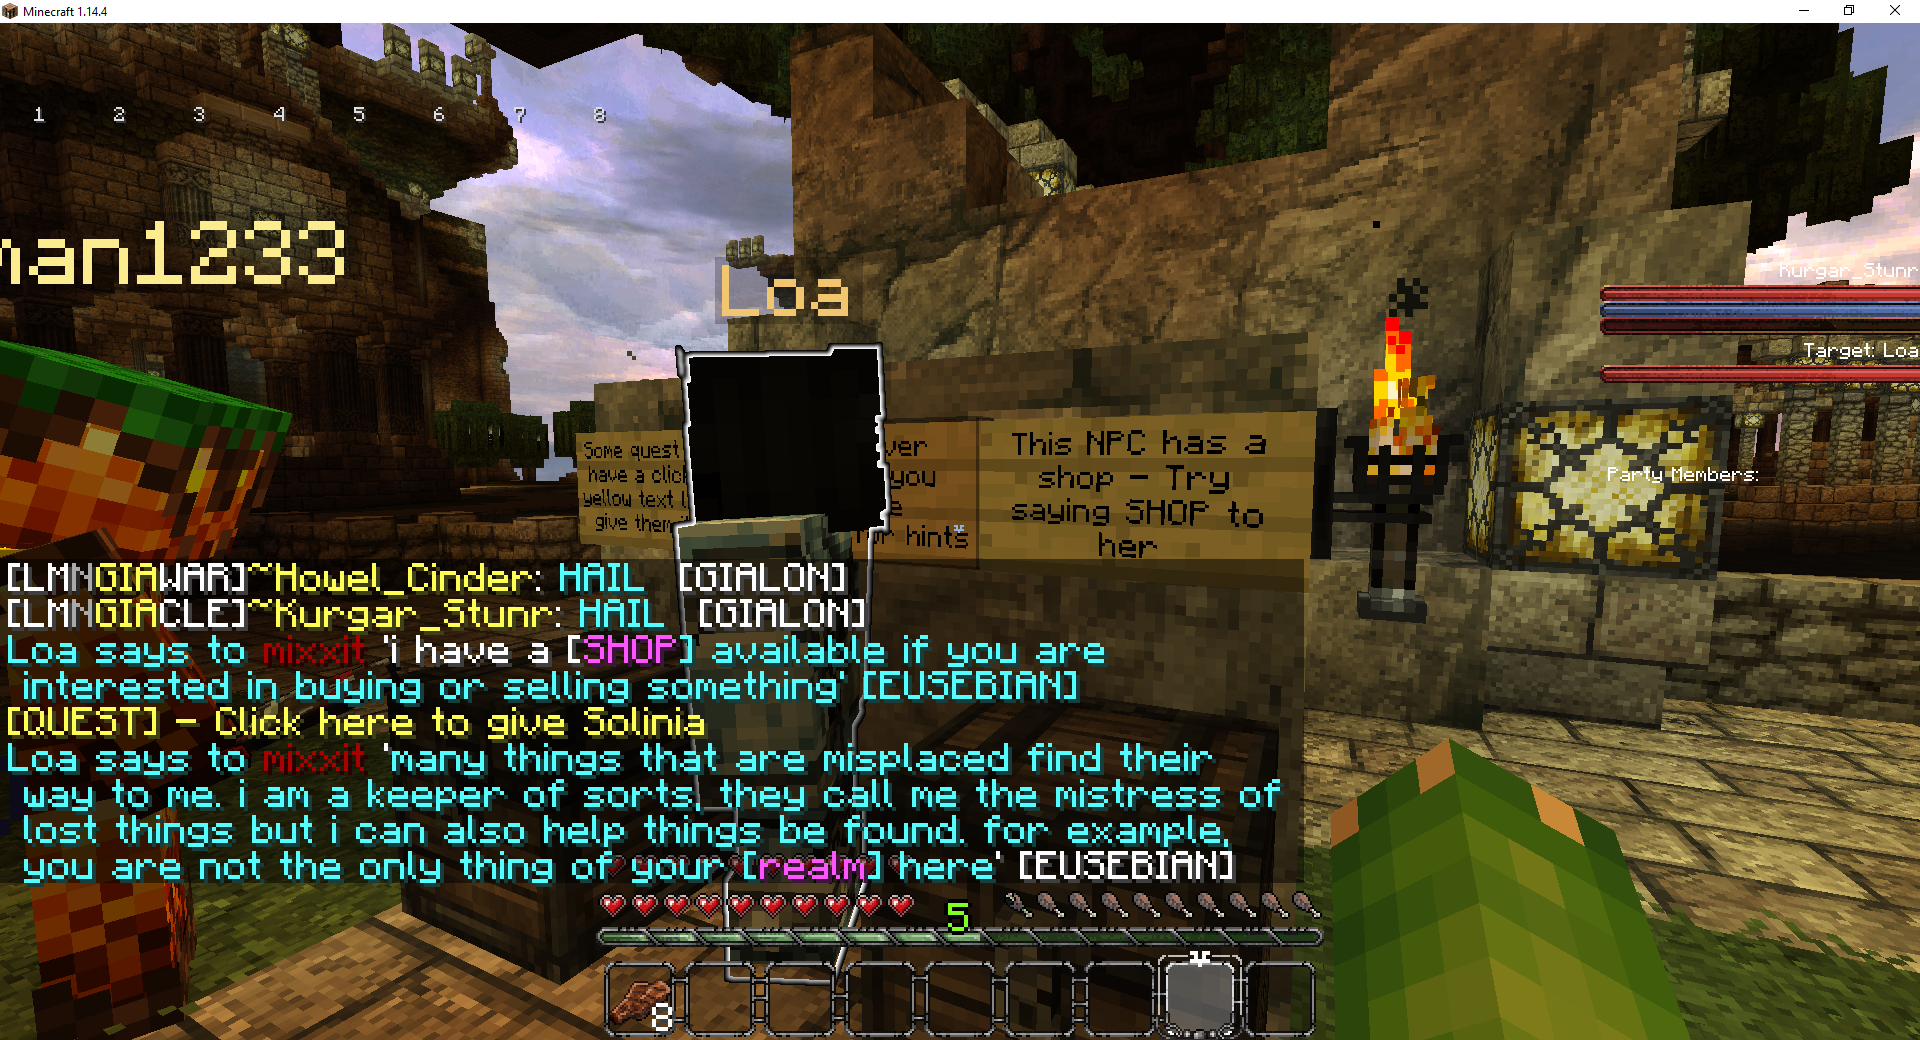 Minecraft 1.14.4
1 2 3 4 5 6 7 8
man1233
Loa
Kurgar_Stunr
Target: Loa
Party Members:
Some quest
have a click
yellow text
give them
you
for hints
This NPC has a
shop - Try
saying SHOP to
her
[LMNGIAWAR]~Howel_Cinder: HAIL [GIALON]
[LMNGIACLE]~Kurgar_Stunr: HAIL [GIALON]
Loa says to mixxit 'i have a [SHOP] available if you are
interested in buying or selling something' [EUSEBIAN]
[QUEST] - Click here to give Solinia
Loa says to mixxit 'many things that are misplaced find their
way to me. i am a keeper of sorts, they call me the mistress of
lost things but i can also help things be found. for example,
you are not the only thing of your [realm] here' [EUSEBIAN]
5
8